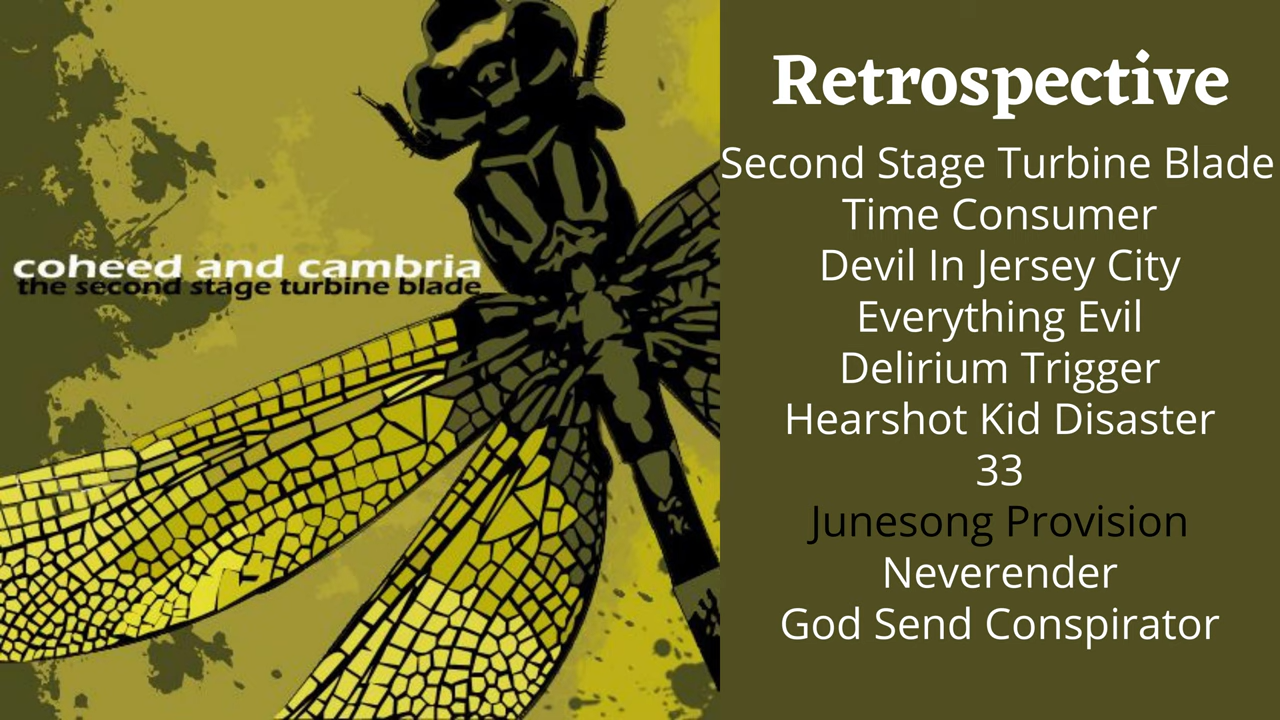 coheed and cambria
the second stage turbine blade
Retrospective
Second Stage Turbine Blade
Time Consumer
Devil In Jersey City
Everything Evil
Delirium Trigger
Hearshot Kid Disaster
33
Junesong Provision
Neverender
God Send Conspirator